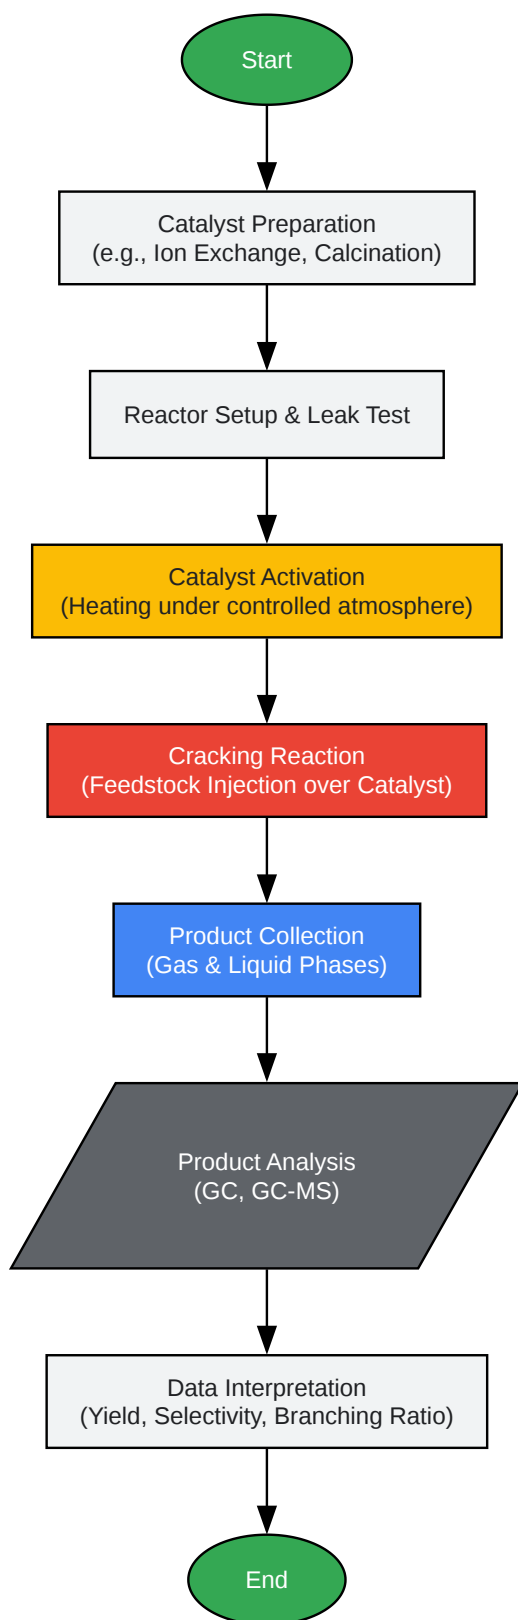 Start
Catalyst Preparation
(e.g., Ion Exchange, Calcination)
Reactor Setup & Leak Test
Catalyst Activation
(Heating under controlled atmosphere)
Cracking Reaction
(Feedstock Injection over Catalyst)
Product Collection
(Gas & Liquid Phases)
Product Analysis
(GC, GC-MS)
Data Interpretation
(Yield, Selectivity, Branching Ratio)
End